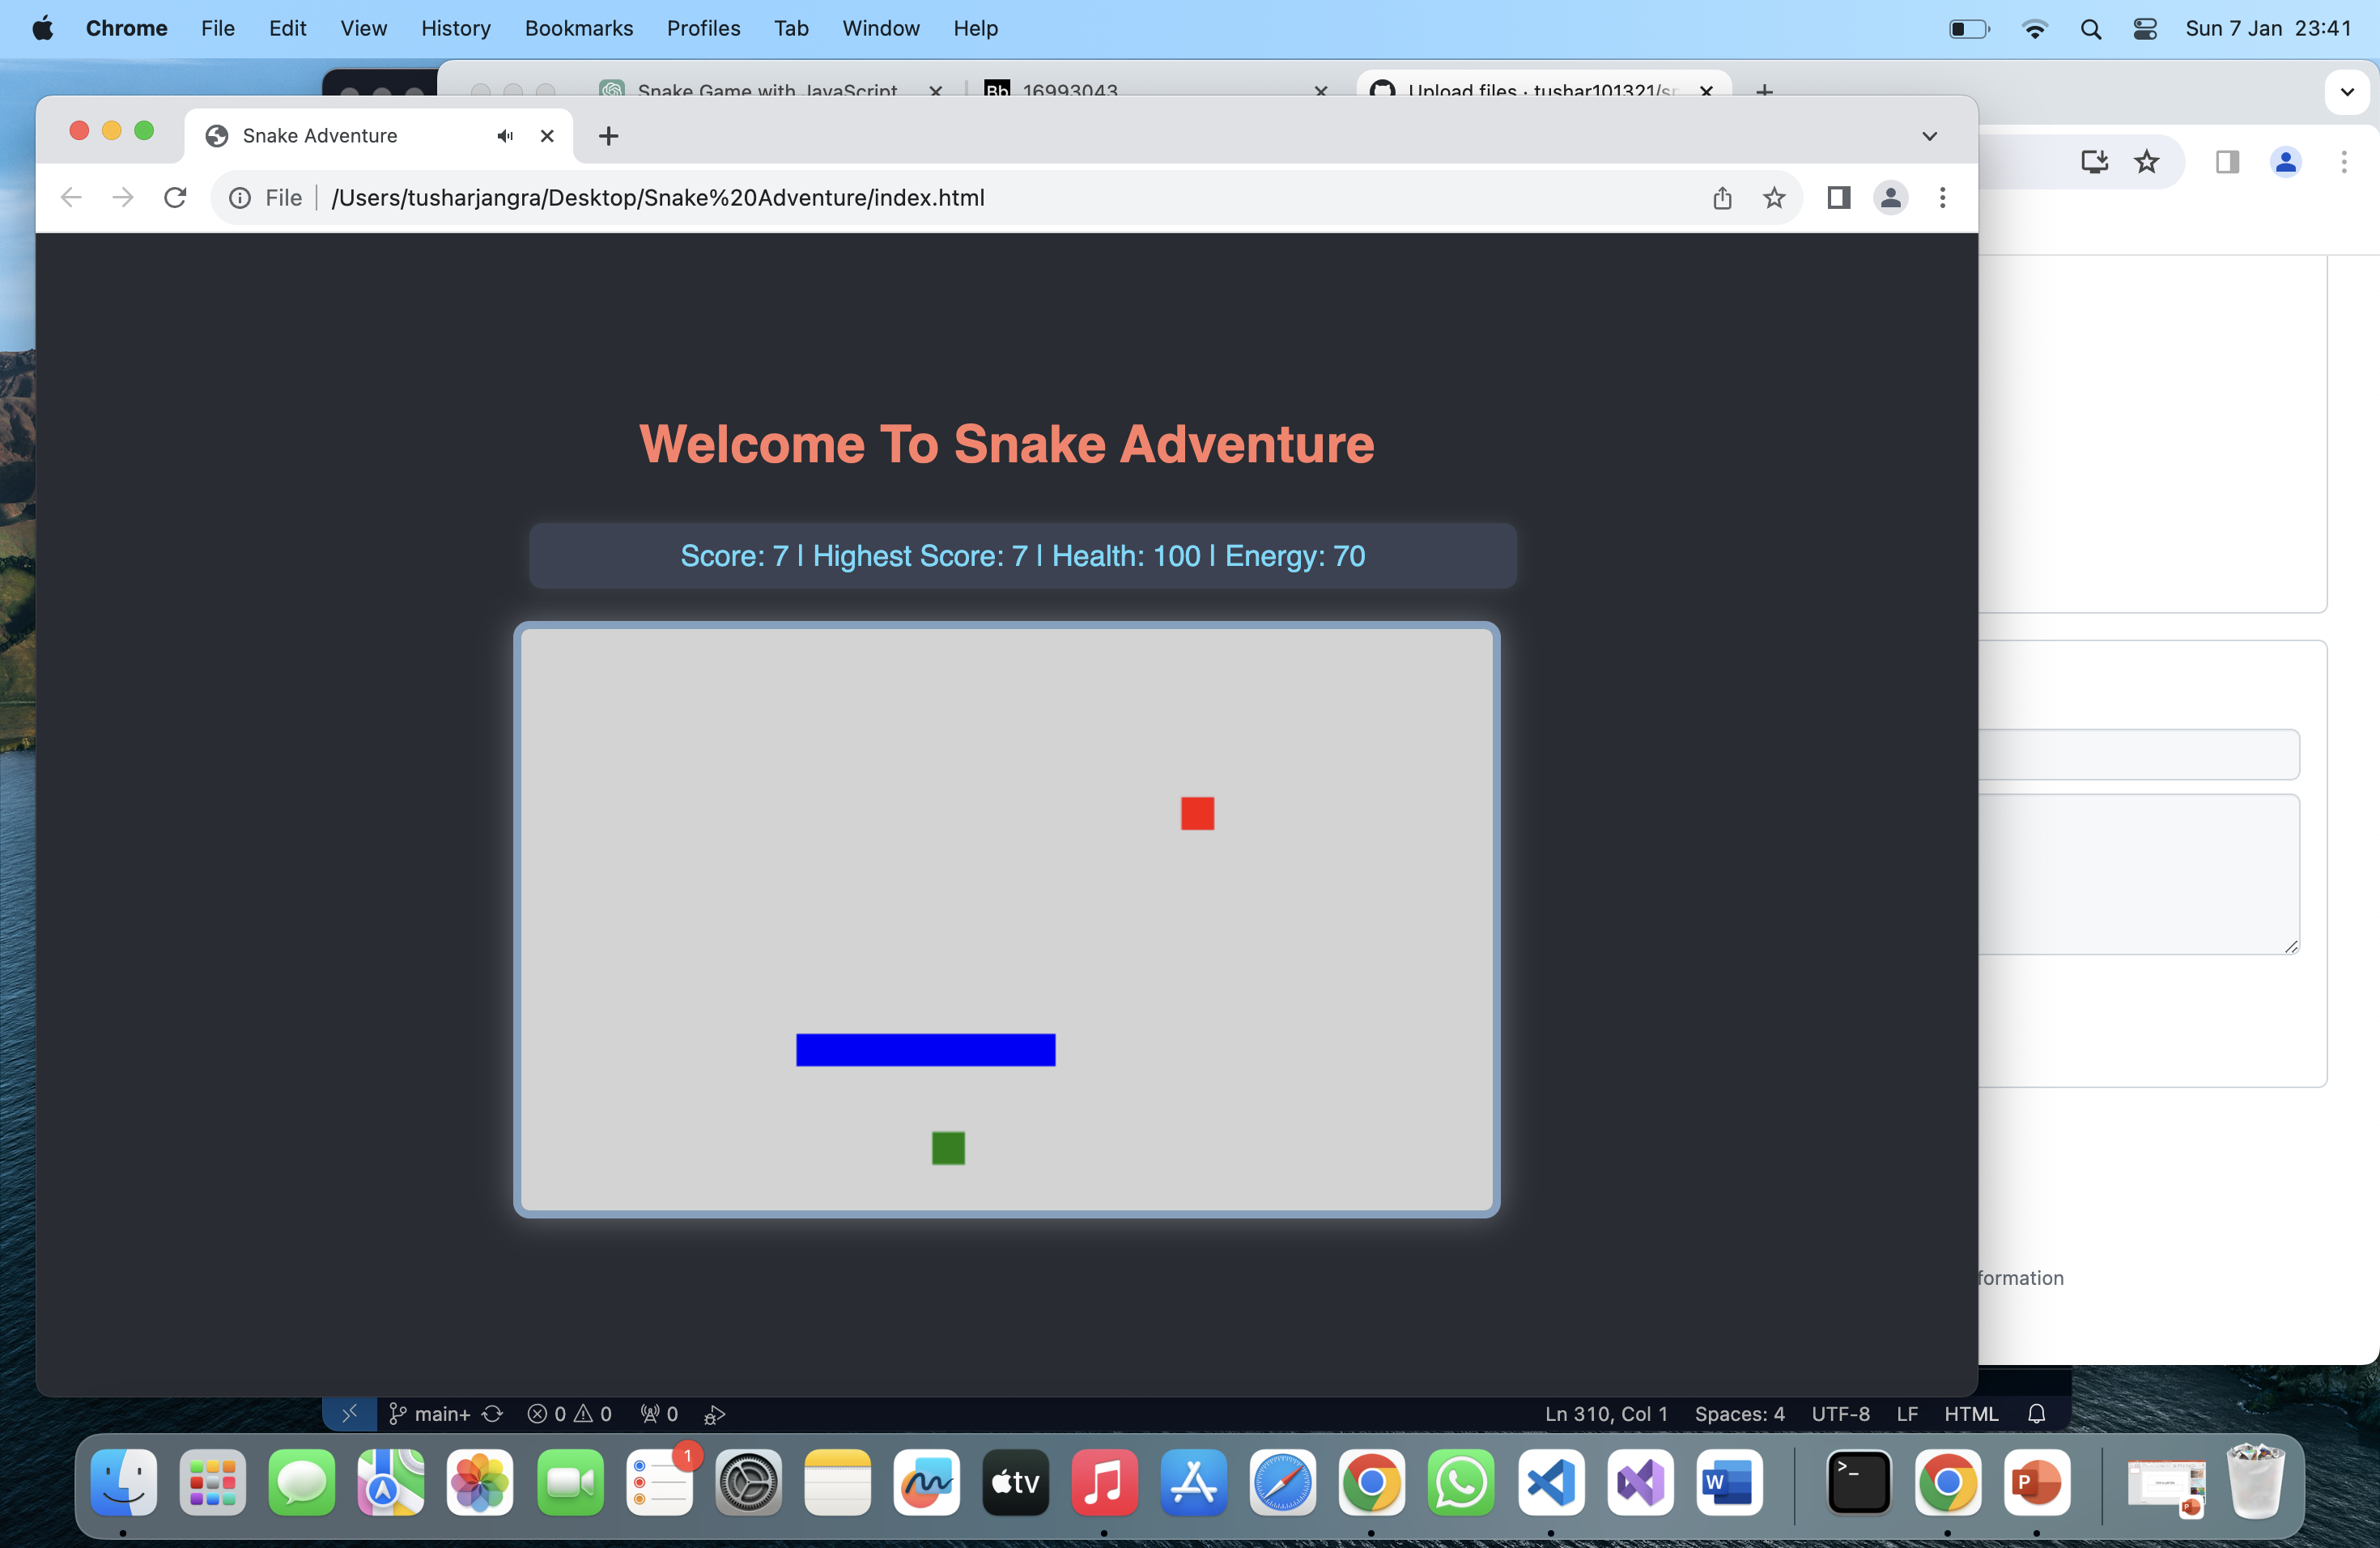 Chrome File Edit View History Bookmarks Profiles Tab Window Help Sun 7 Jan 23:41
Snake Game with JavaScript Bb 16993043 Upload files · tushar101321/sn
Snake Adventure
File /Users/tusharjangra/Desktop/Snake%20Adventure/index.html
Welcome To Snake Adventure
Score: 7 | Highest Score: 7 | Health: 100 | Energy: 70
formation
main+ 0 0 0 Ln 310, Col 1 Spaces: 4 UTF-8 LF HTML
1
tv
W
>_
P